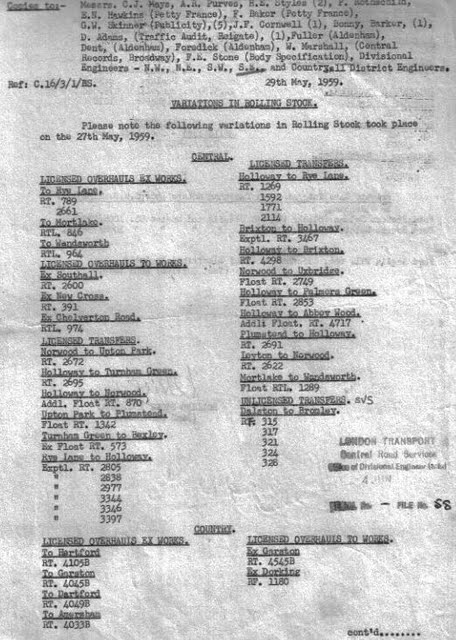 Copies to:- Messrs. C.J. Mays, A.R. Purves, H.S. Styles (2), F. Rothschild,
E.N. Hawkins (Petty France), F. Bakor (Petty France),
G.W. Skinner (Publicity),(5),J.F. Cornwall (1), Bonsoy, Barker, (1),
D. Adams, (Traffic Audit, Reigate), (1),Fuller (Aldenham),
Dent, (Aldenham), Foredick (Aldenham), W. Marshall, (Central
Records, Broadway), F.E. Stone (Body Specification), Divisional
Engineers - N.W., N.E., S.W., S.E., and Country, all District Engineers.
Ref: C.16/3/1/HS. 29th May, 1959.
VARIATIONS IN ROLLING STOCK.
Please note the following variations in Rolling Stock took place
on the 27th May, 1959.
CENTRAL.
LICENSED OVERHAULS EX WORKS.
To Rye Lane.
RT. 789
2661
To Mortlake.
RTL. 846
To Wandsworth
RTL. 964
LICENSED OVERHAULS TO WORKS.
Ex Southall.
RT. 2600
Ex New Cross.
RT. 391
Ex Chelverton Road.
RTL. 974
LICENSED TRANSFERS.
Norwood to Upton Park.
RT. 2672
Holloway to Turnham Green.
RT. 2695
Holloway to Norwood.
Addl. Float RT. 870
Upton Park to Plumstead.
Float RT. 1342
Turnham Green to Bexley.
Ex Float RT. 573
Rye Lane to Holloway.
Exptl. RT. 2805
" 2838
" 2977
" 3344
" 3346
" 3397
LICENSED TRANSFERS.
Holloway to Rye Lane.
RT. 1269
1592
1771
2114
Brixton to Holloway.
Exptl. RT. 3467
Holloway to Brixton.
RT. 4298
Norwood to Uxbridge.
Float RT. 2749
Holloway to Palmers Green.
Float RT. 2853
Holloway to Abbey Wood.
Addl. Float. RT. 4717
Plumstead to Holloway.
RT. 2691
Leyton to Norwood.
RT. 2622
Mortlake to Wandsworth.
Float RTL. 1289
UNLICENSED TRANSFERS. S/S
Dalston to Bromley.
RT. 315
317
321
324
328
LONDON TRANSPORT
Central Road Services
Office of Divisional Engineer
4 JUN
- FILE No. 58
COUNTRY.
LICENSED OVERHAULS EX WORKS.
To Hertford
RT. 4105B
To Garston
RT. 4045B
To Dartford
RT. 4049B
To Amersham
RT. 4033B
LICENSED OVERHAULS TO WORKS.
Ex Garston
RT. 4545B
Ex Dorking
RF. 1180
cont'd........